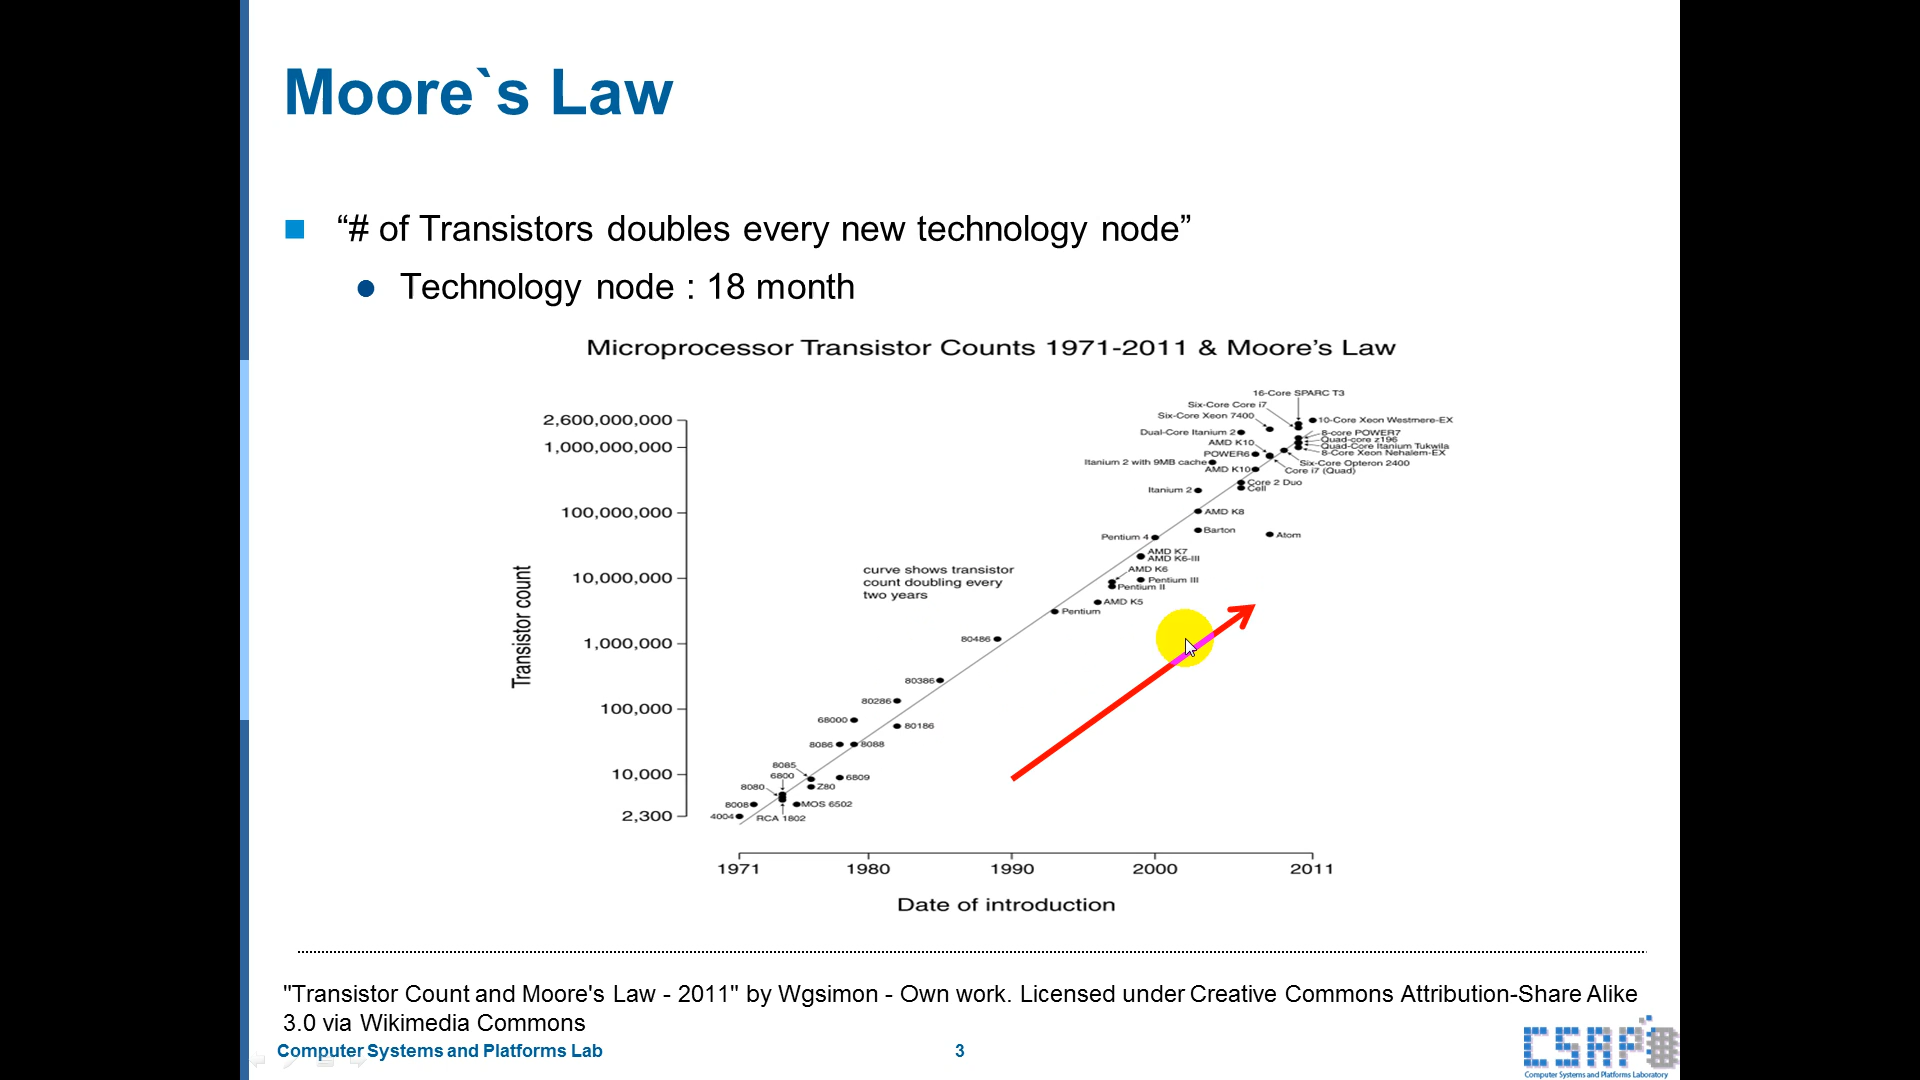 Moore`s Law
“# of Transistors doubles every new technology node”
Technology node : 18 month
Microprocessor Transistor Counts 1971-2011 & Moore’s Law
Transistor count
2,600,000,000
1,000,000,000
100,000,000
10,000,000
1,000,000
100,000
10,000
2,300
curve shows transistor
count doubling every
two years
16-Core SPARC T3
Six-Core Core i7
Six-Core Xeon 7400
10-Core Xeon Westmere-EX
Dual-Core Itanium 2
8-core POWER7
Quad-core z196
AMD K10
Quad-Core Itanium Tukwila
POWER6
8-Core Xeon Nehalem-EX
Itanium 2 with 9MB cache
Six-Core Opteron 2400
AMD K10
Core i7 (Quad)
Core 2 Duo
Itanium 2
Cell
AMD K8
Barton
Atom
Pentium 4
AMD K7
AMD K6-III
AMD K6
Pentium III
Pentium II
AMD K5
Pentium
80486
80386
80286
68000
80186
8086
8088
8085
6800
6809
8080
Z80
8008
MOS 6502
4004
RCA 1802
1971
1980
1990
2000
2011
Date of introduction
"Transistor Count and Moore's Law - 2011" by Wgsimon - Own work. Licensed under Creative Commons Attribution-Share Alike
3.0 via Wikimedia Commons
Computer Systems and Platforms Lab
3
CSAP
Computer Systems and Platforms Laboratory